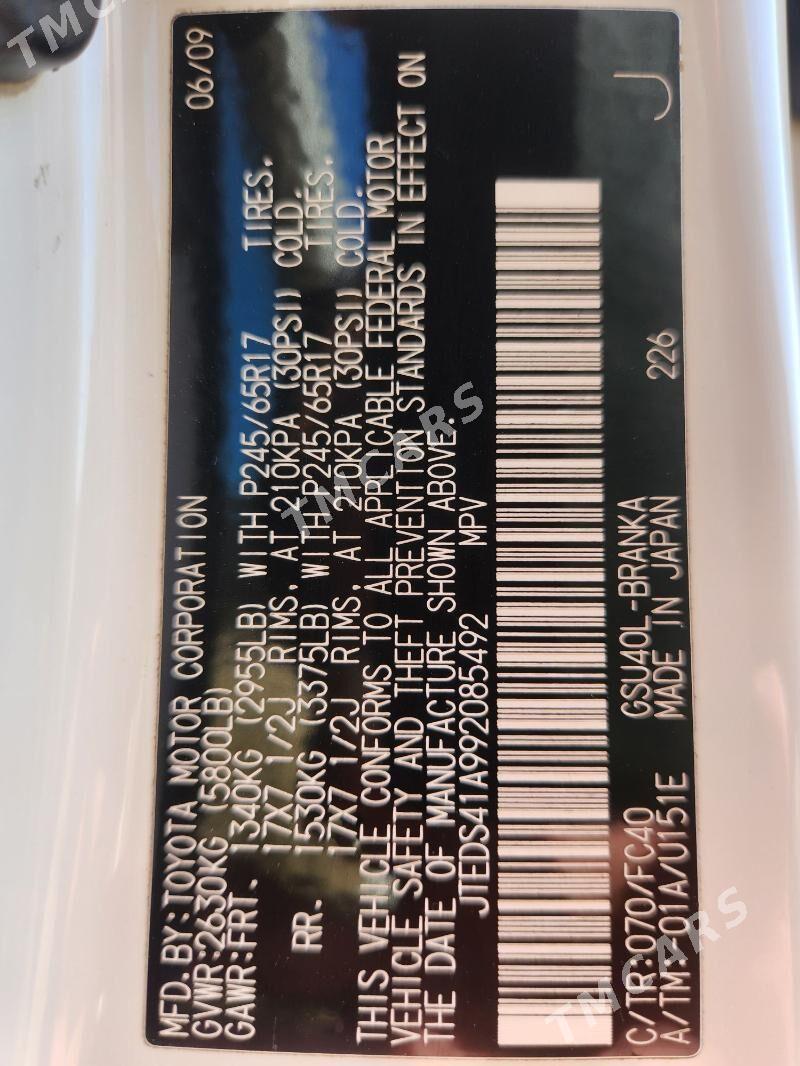 MFD.BY:TOYOTA MOTOR CORPORATION 06/09
GVWR:2630KG (5800LB)
GAWR:FRT. 1340KG (2955LB) WITH P245/65R17 TIRES,
17X7 1/2J RIMS, AT 210KPA (30PSI) COLD.
RR. 1530KG (3375LB) WITH P245/65R17 TIRES,
17X7 1/2J RIMS, AT 210KPA (30PSI) COLD.
THIS VEHICLE CONFORMS TO ALL APPLICABLE FEDERAL MOTOR
VEHICLE SAFETY AND THEFT PREVENTION STANDARDS IN EFFECT ON
THE DATE OF MANUFACTURE SHOWN ABOVE.
JTEDS41A992085492 MPV
C/TR:070/FC40 GSU40L-BRANKA 226
A/TM:-01A/U151E MADE IN JAPAN J
TMCARS
TMCARS
TMCARS
TMCARS